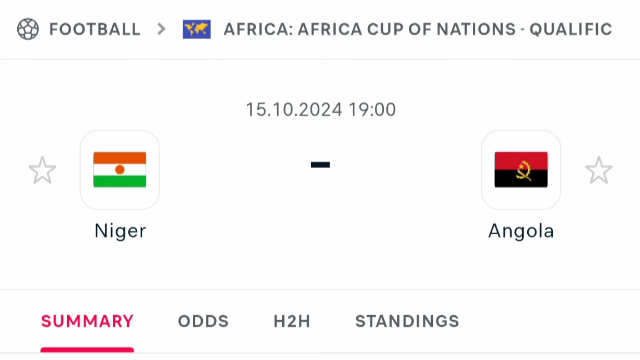 FOOTBALL > AFRICA: AFRICA CUP OF NATIONS - QUALIFIC
15.10.2024 19:00
-
Niger
Angola
SUMMARY ODDS H2H STANDINGS